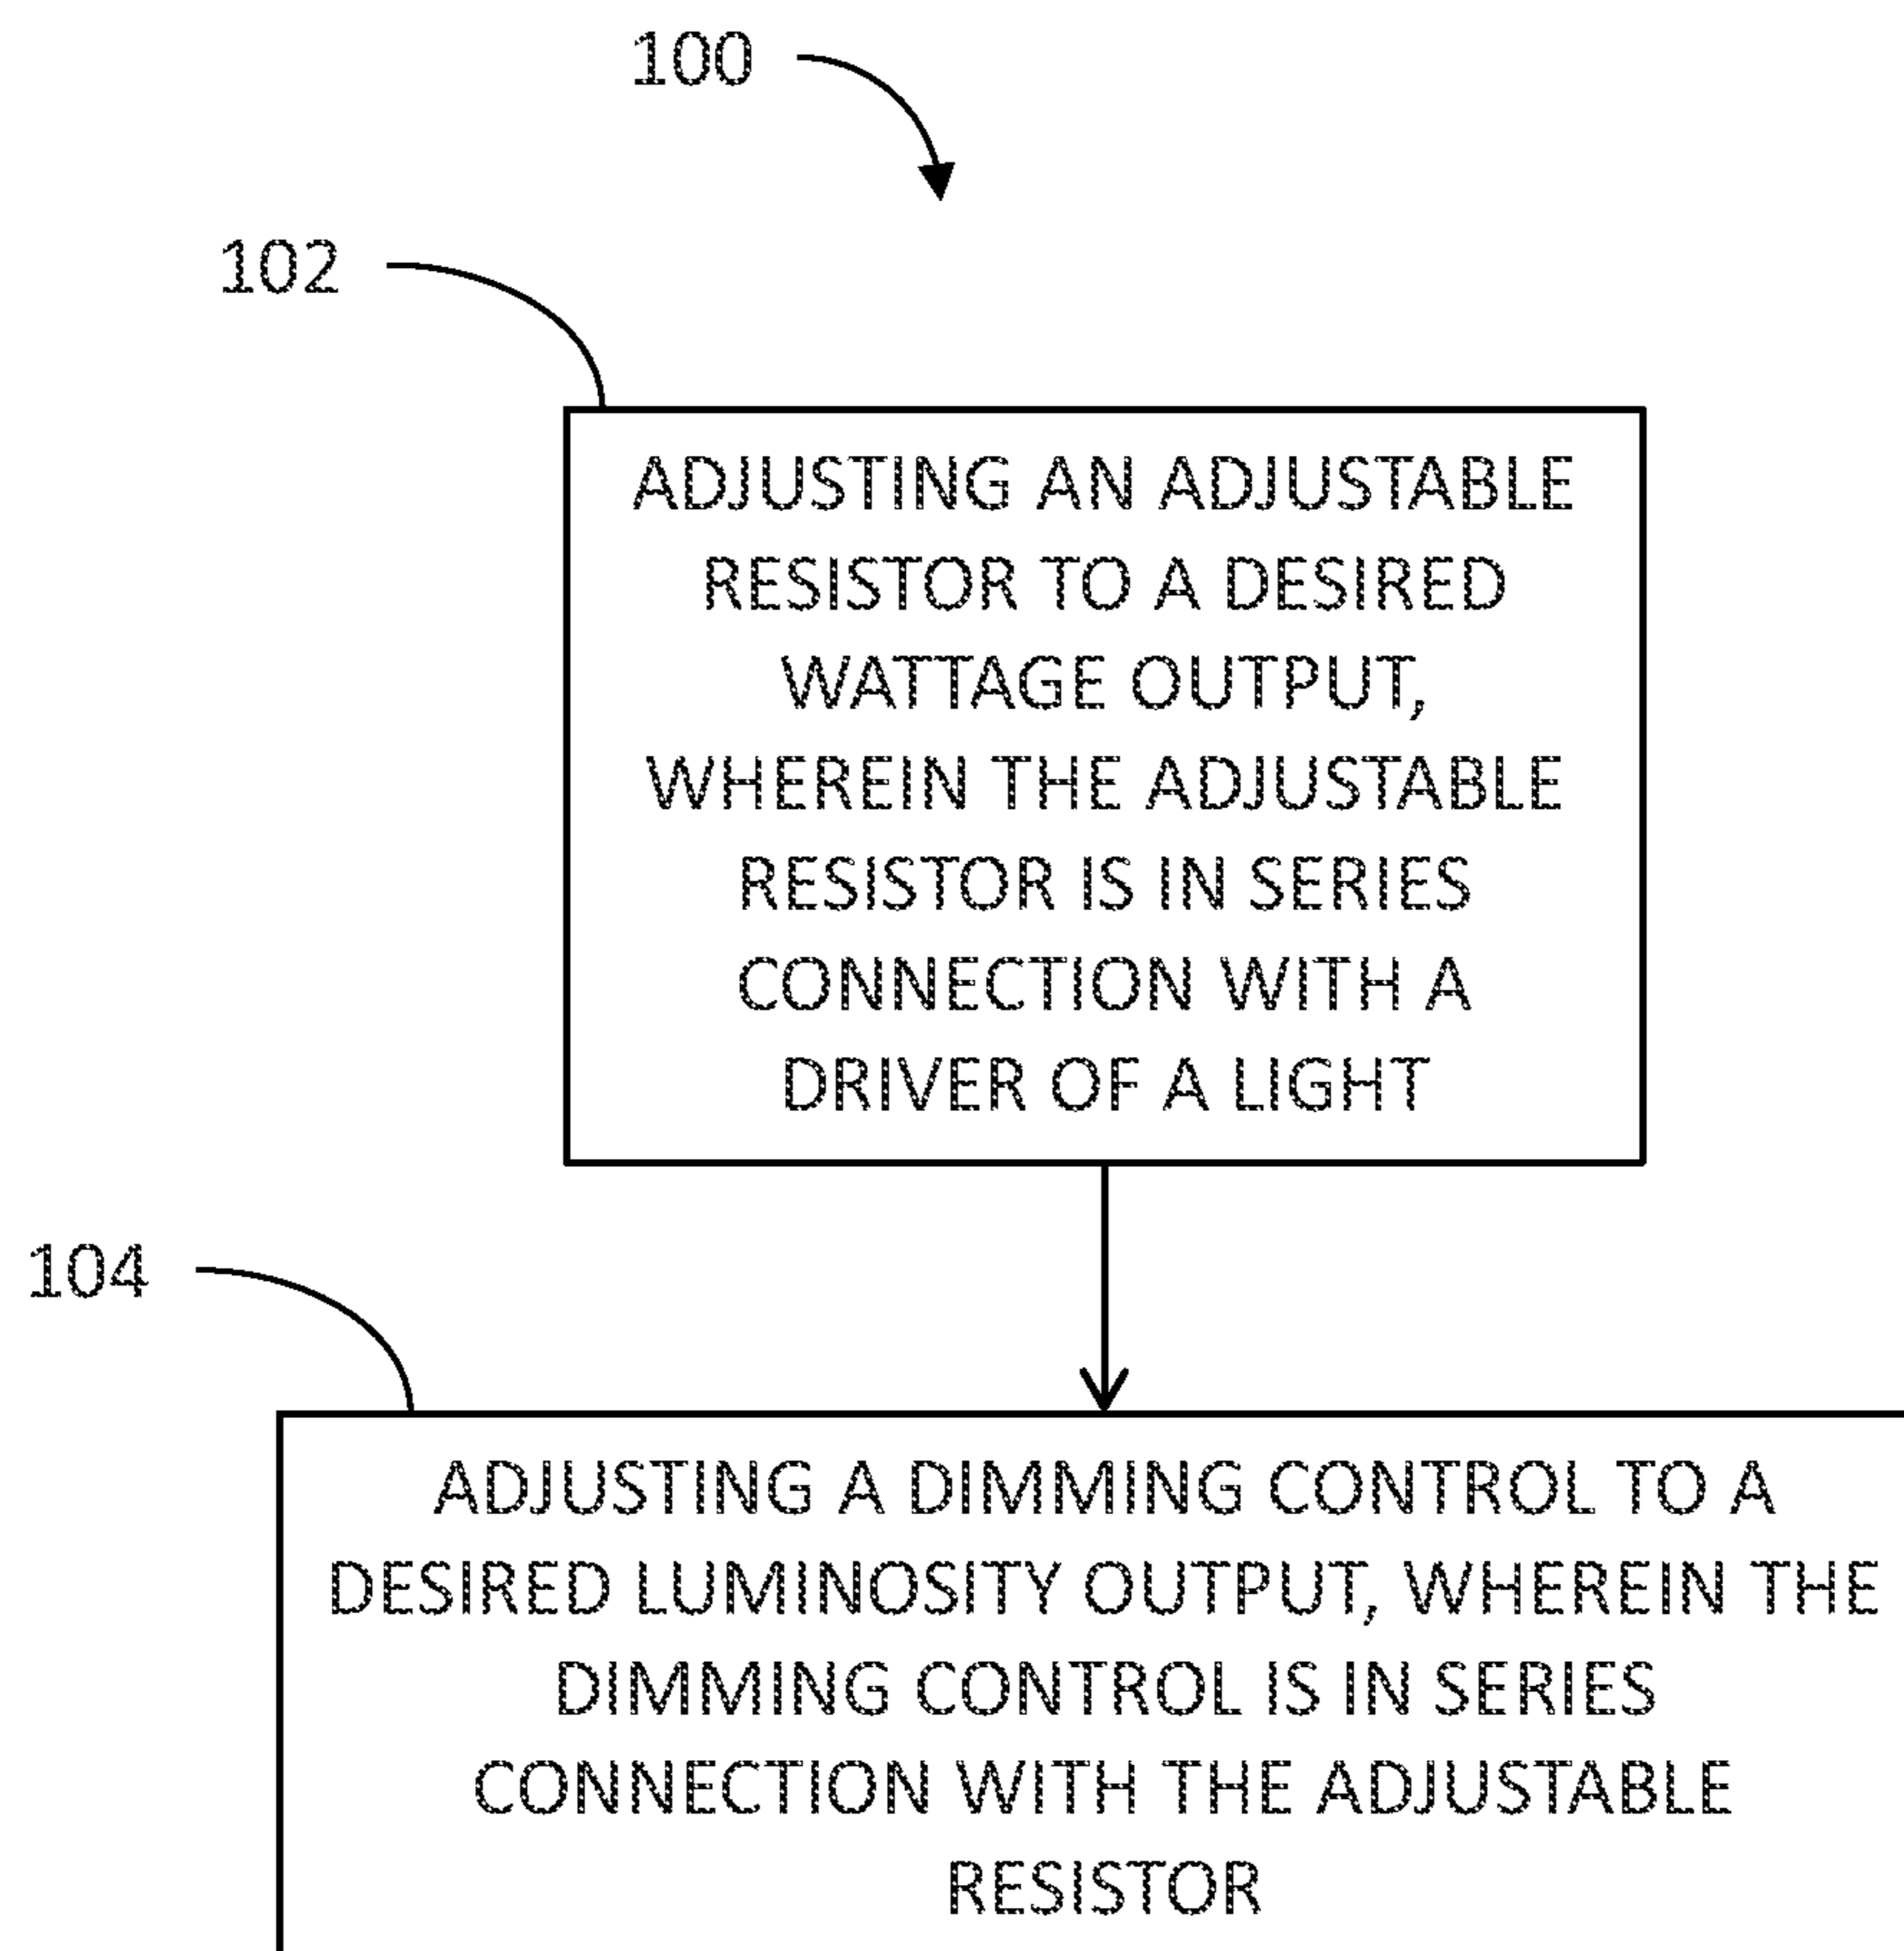 100
102
ADJUSTING AN ADJUSTABLE
RESISTOR TO A DESIRED
WATTAGE OUTPUT,
WHEREIN THE ADJUSTABLE
RESISTOR IS IN SERIES
CONNECTION WITH A
DRIVER OF A LIGHT
104
ADJUSTING A DIMMING CONTROL TO A
DESIRED LUMINOSITY OUTPUT, WHEREIN THE
DIMMING CONTROL IS IN SERIES
CONNECTION WITH THE ADJUSTABLE
RESISTOR